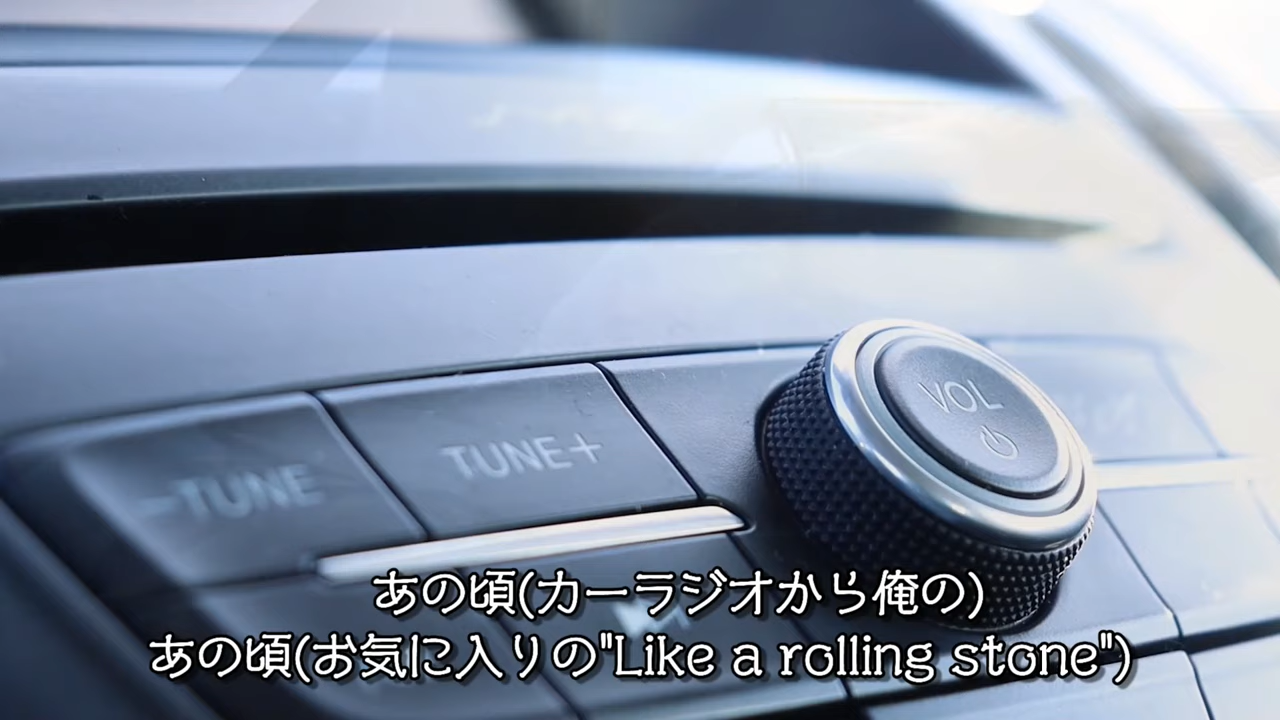 -TUNE
TUNE+
VOL
あの頃(カーラジオから俺の)
あの頃(お気に入りの"Like a rolling stone")